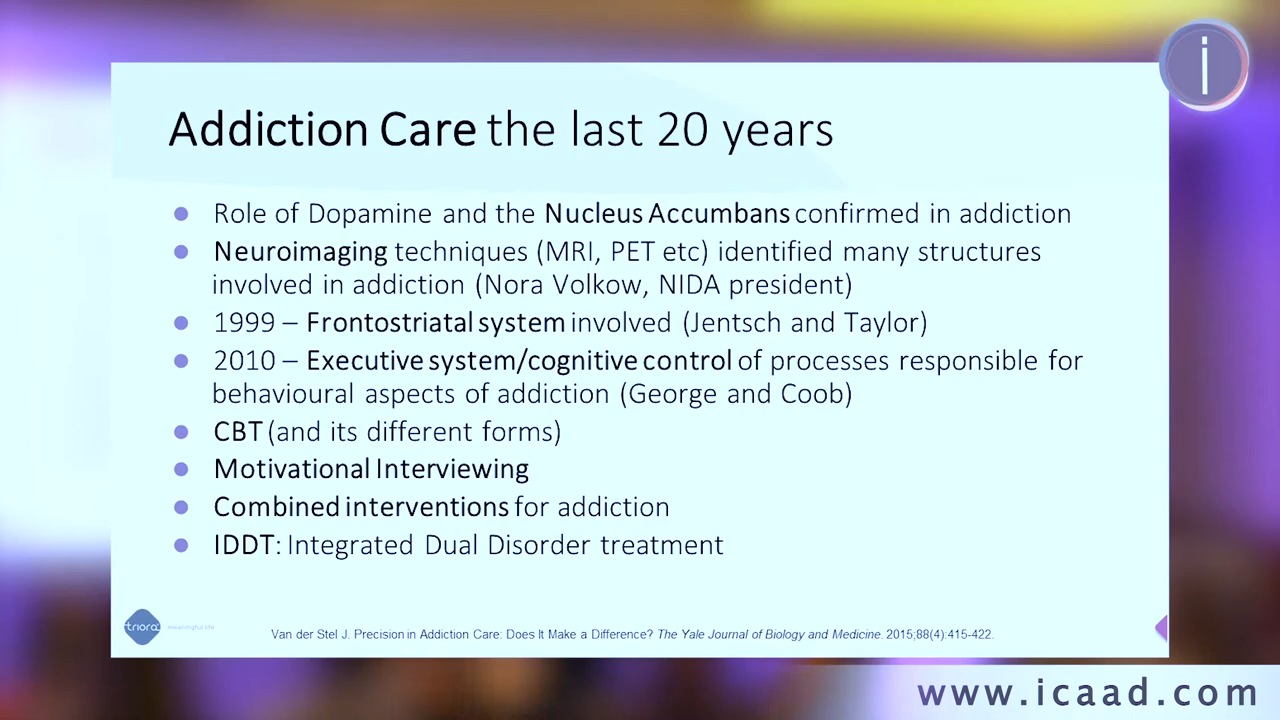 i
Addiction Care the last 20 years
Role of Dopamine and the Nucleus Accumbans confirmed in addiction
Neuroimaging techniques (MRI, PET etc) identified many structures
involved in addiction (Nora Volkow, NIDA president)
1999 – Frontostriatal system involved (Jentsch and Taylor)
2010 – Executive system/cognitive control of processes responsible for
behavioural aspects of addiction (George and Coob)
CBT (and its different forms)
Motivational Interviewing
Combined interventions for addiction
IDDT: Integrated Dual Disorder treatment
triora meaningful life
Van der Stel J. Precision in Addiction Care: Does It Make a Difference? The Yale Journal of Biology and Medicine. 2015;88(4):415-422.
www.icaad.com